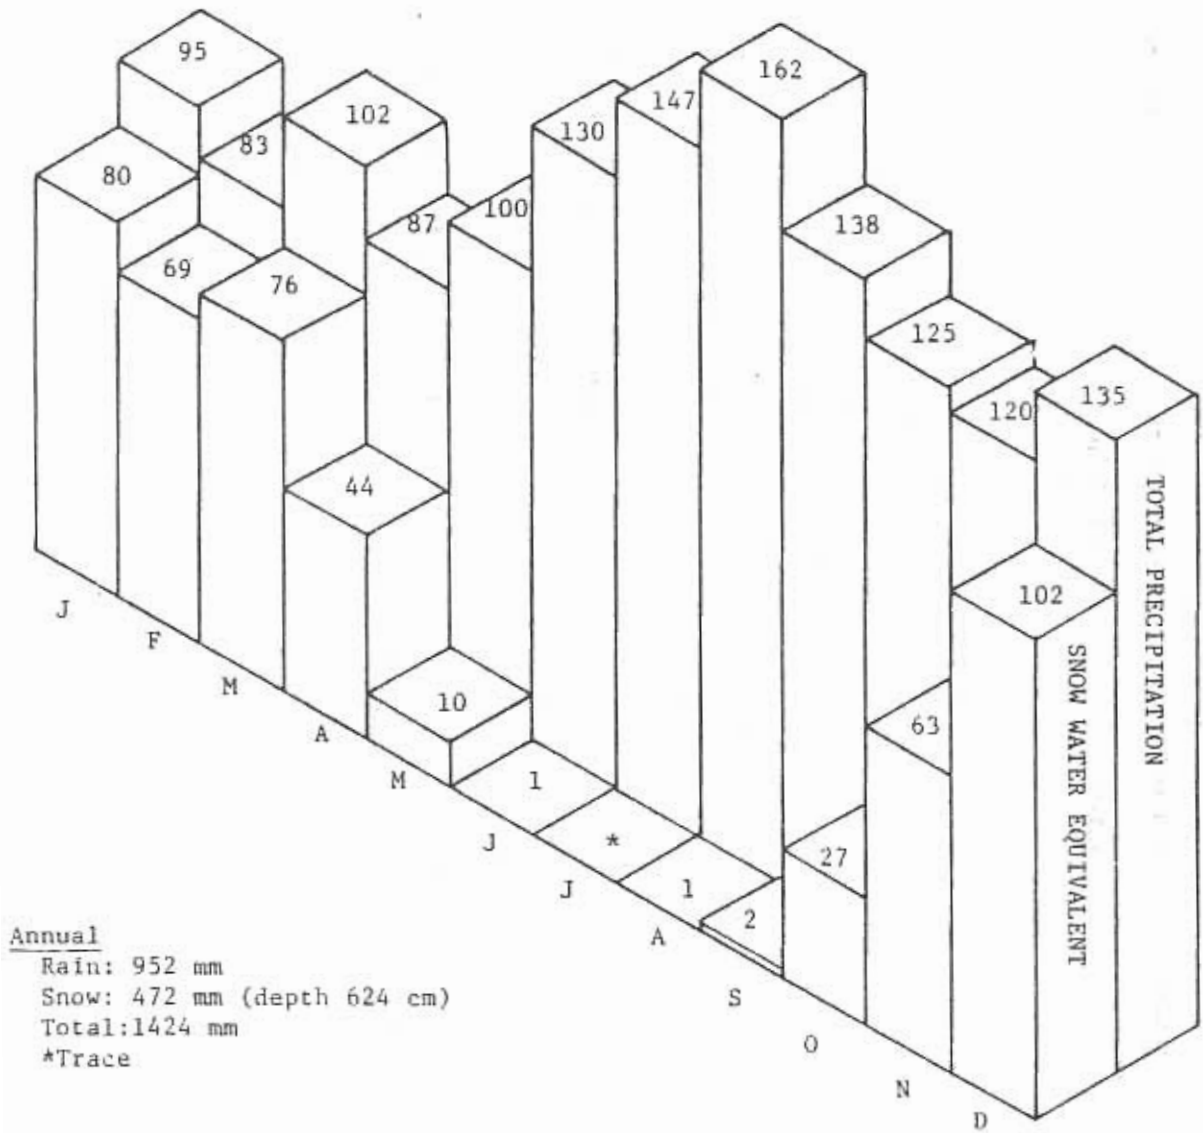 95
102
162
147
130
83
80
100
87
138
69
76
125
135
120
44
102
10
63
1
*
27
1
2
TOTAL PRECIPITATION
SNOW WATER EQUIVALENT
J
F
M
A
M
J
J
A
S
O
N
D
Annual
Rain: 952 mm
Snow: 472 mm (depth 624 cm)
Total:1424 mm
*Trace